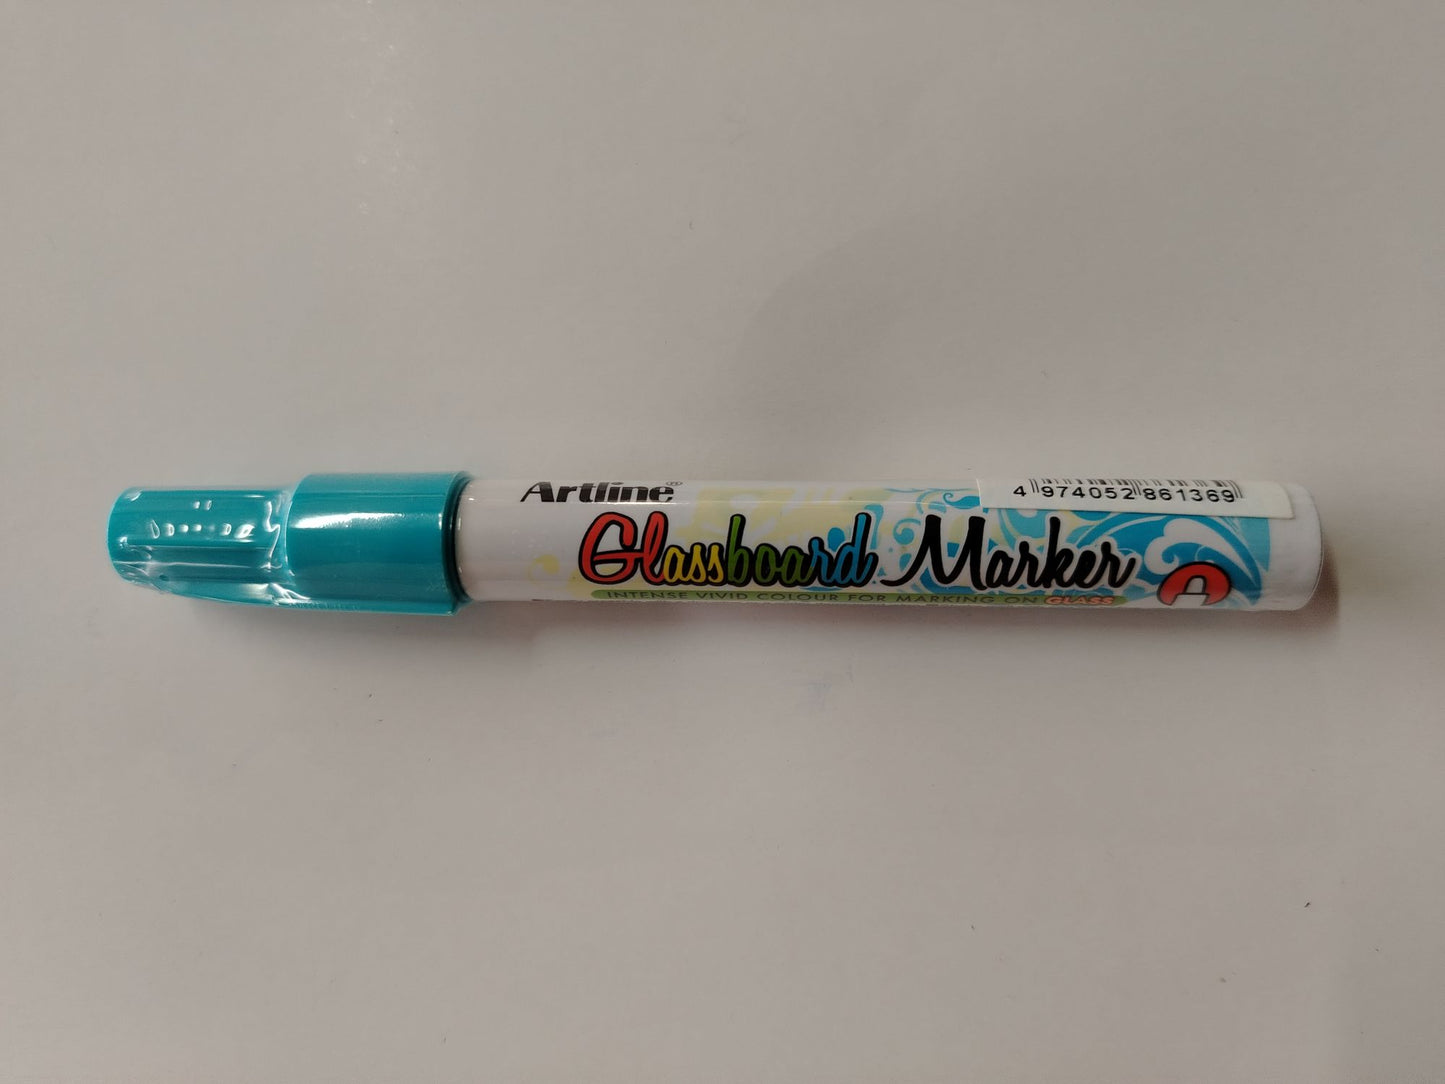 Artline®
4 974052 861369
Glassboard Marker
INTENSE VIVID COLOUR FOR MARKING ON GLASS